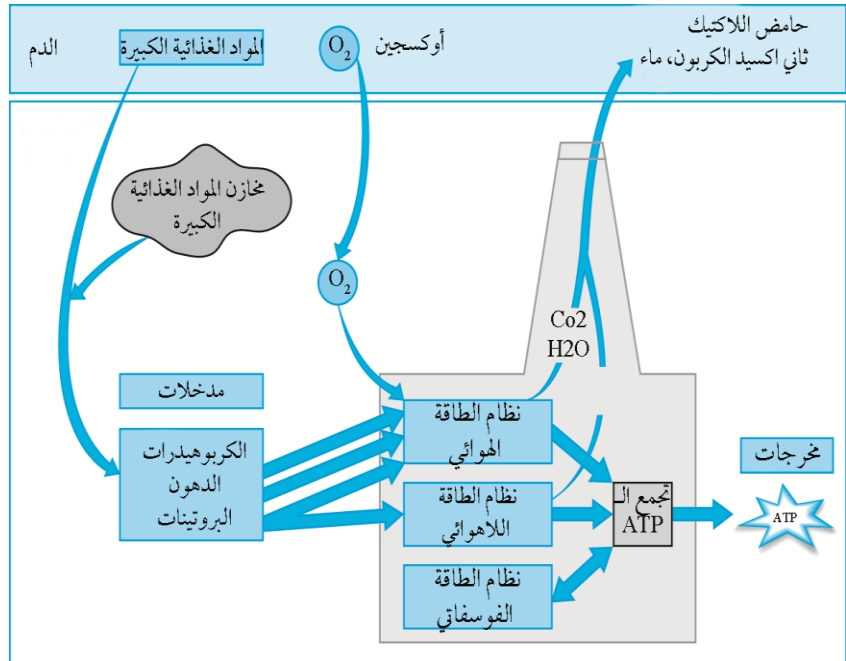 الدم
المواد الغذائية الكبيرة
O2
أوكسجين
حامض اللاكتيك
ثاني اكسيد الكربون، ماء
مخازن المواد الغذائية
الكبيرة
O2
Co2
H2O
مدخلات
الكربوهيدرات
الدهون
البروتينات
نظام الطاقة
الهوائي
نظام الطاقة
اللاهوائي
نظام الطاقة
الفوسفاتي
تجمع الـ
ATP
مخرجات
ATP